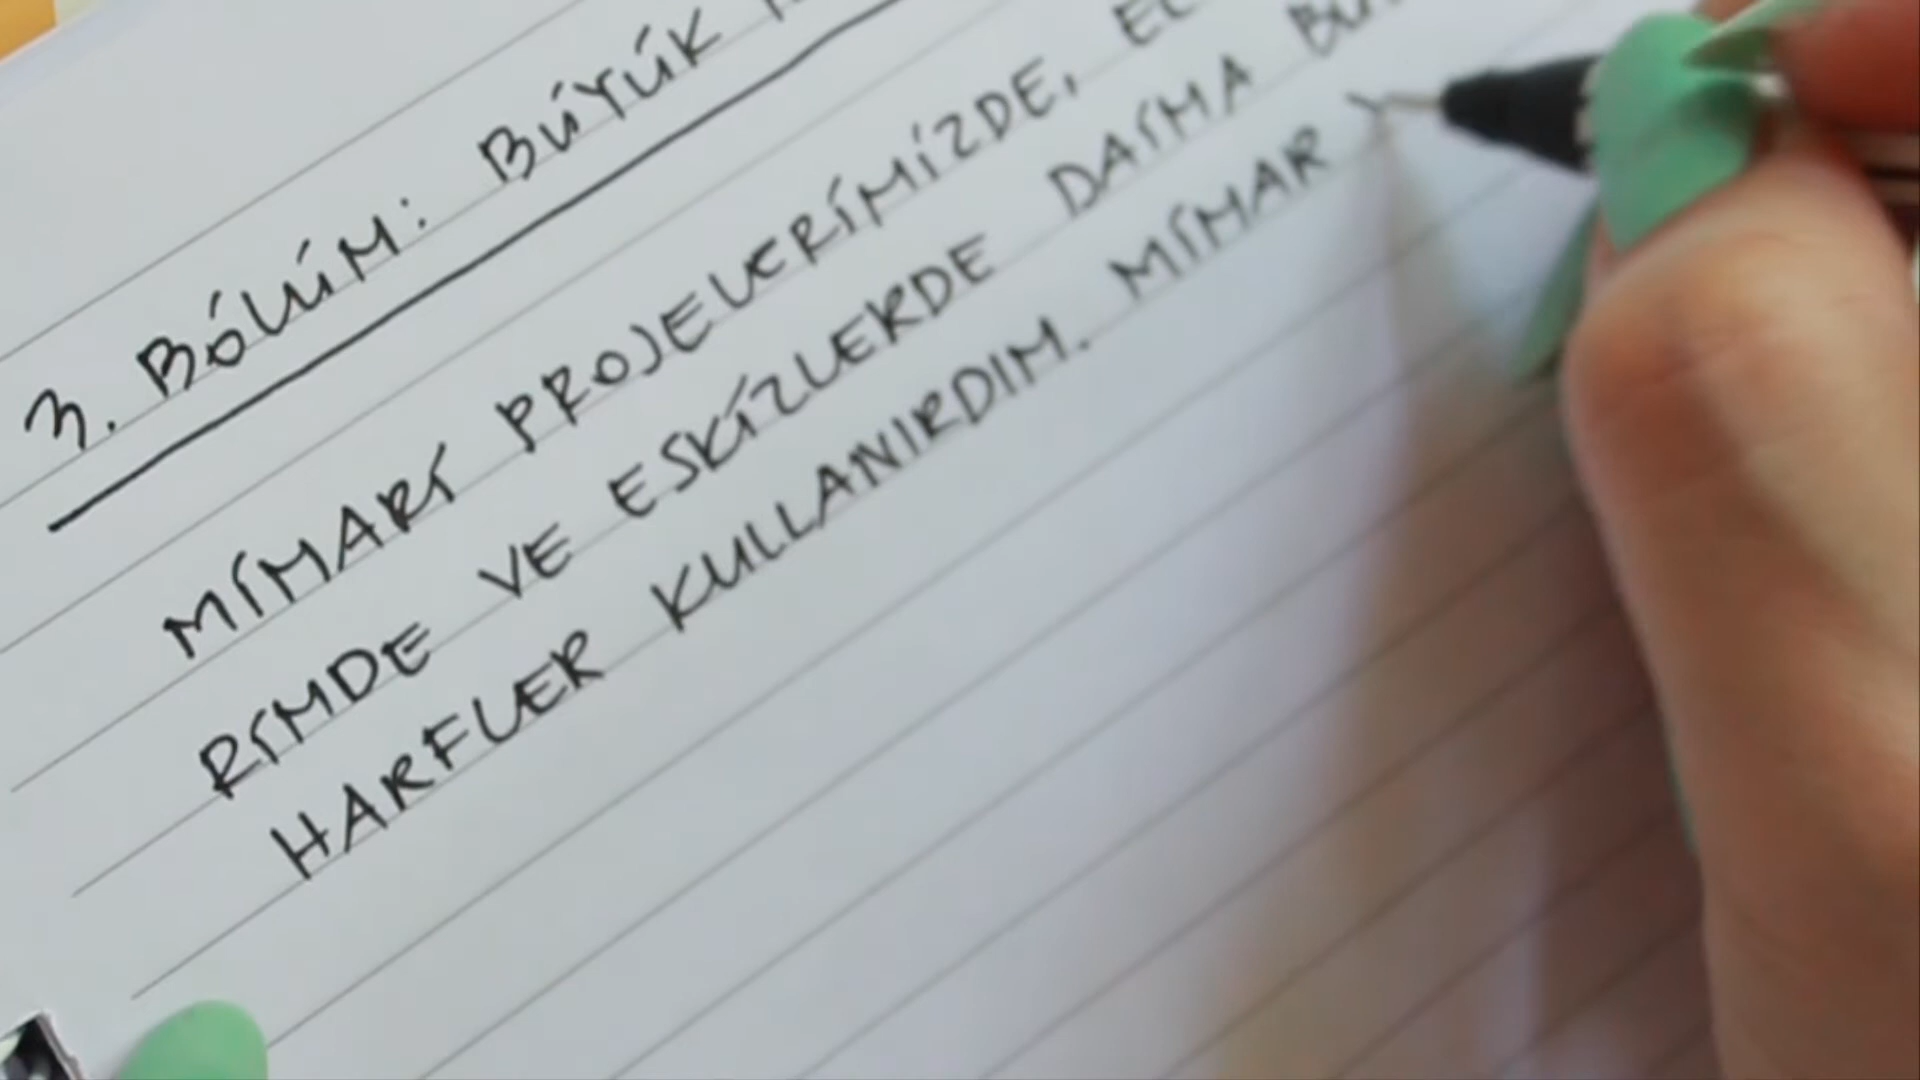 3. BÖLÜM: BÜYÜK
MİMARİ PROJELERİMİZDE,
RİMDE VE ESKİZLERDE DAİMA
HARFLER KULLANIRDIM. MİMAR